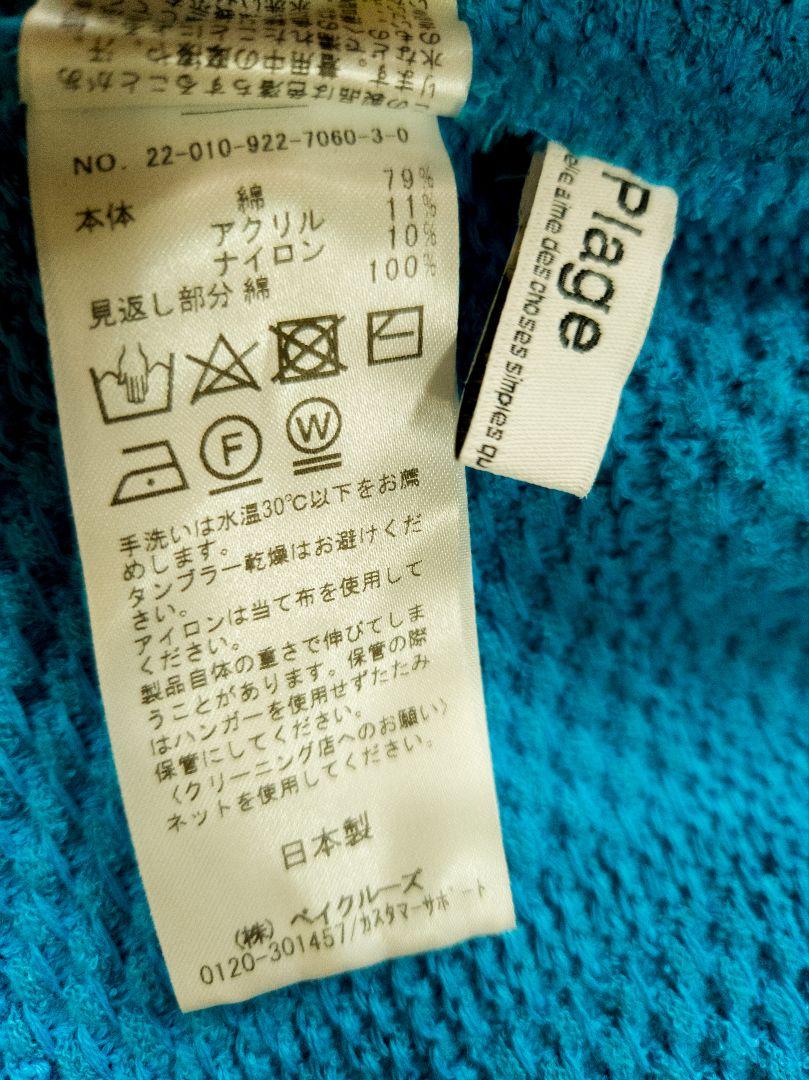 NO. 22-010-922-7060-3-0
本体 綿 79%
アクリル 11%
ナイロン 10%
見返し部分 綿 100%
F
W
手洗いは水温30℃以下をお薦
めします。
タンブラー乾燥はお避けくだ
さい。
アイロンは当て布を使用して
ください。
製品自体の重さで伸びてしま
うことがあります。保管の際
はハンガーを使用せずたたみ
保管にしてください。
〈クリーニング店へのお願い〉
ネットを使用してください。
日本製
(株) ベイクルーズ
0120-301457/カスタマーサポート
Plage
aime des choses simples